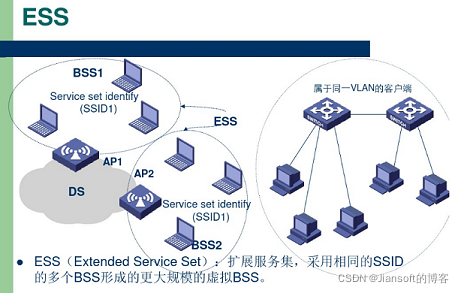 ESS
BSS1
Service set identify
(SSID1)
ESS
AP1
AP2
DS
Service set identify
(SSID1)
BSS2
属于同一VLAN的客户端
SWITCH
SWITCH
● ESS（Extended Service Set）：扩展服务集，采用相同的SSID
的多个BSS形成的更大规模的虚拟BSS。
CSDN @Jiansoft的博客